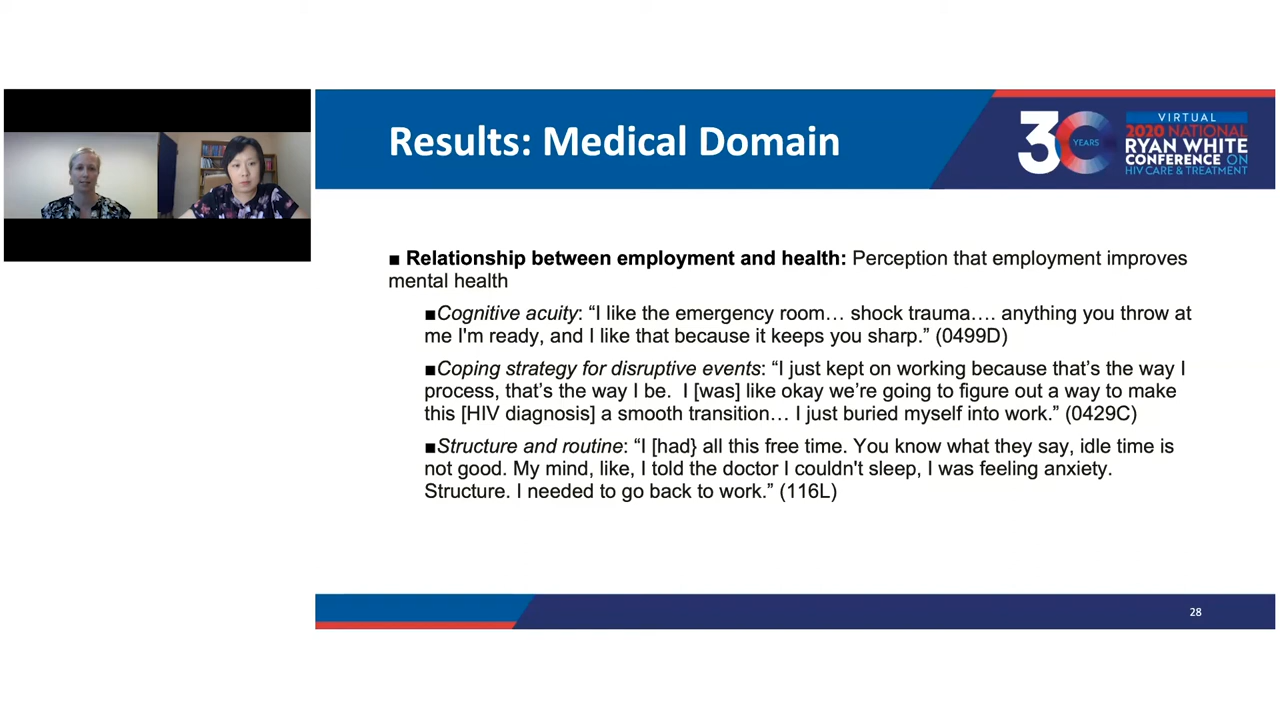 Results: Medical Domain
30
YEARS
VIRTUAL
2020 NATIONAL
RYAN WHITE
CONFERENCE ON
HIV CARE & TREATMENT
■ Relationship between employment and health: Perception that employment improves
mental health
■Cognitive acuity: “I like the emergency room… shock trauma…. anything you throw at
me I'm ready, and I like that because it keeps you sharp.” (0499D)
■Coping strategy for disruptive events: “I just kept on working because that’s the way I
process, that’s the way I be.  I [was] like okay we’re going to figure out a way to make
this [HIV diagnosis] a smooth transition… I just buried myself into work.” (0429C)
■Structure and routine: “I [had} all this free time. You know what they say, idle time is
not good. My mind, like, I told the doctor I couldn't sleep, I was feeling anxiety.
Structure. I needed to go back to work.” (116L)
28